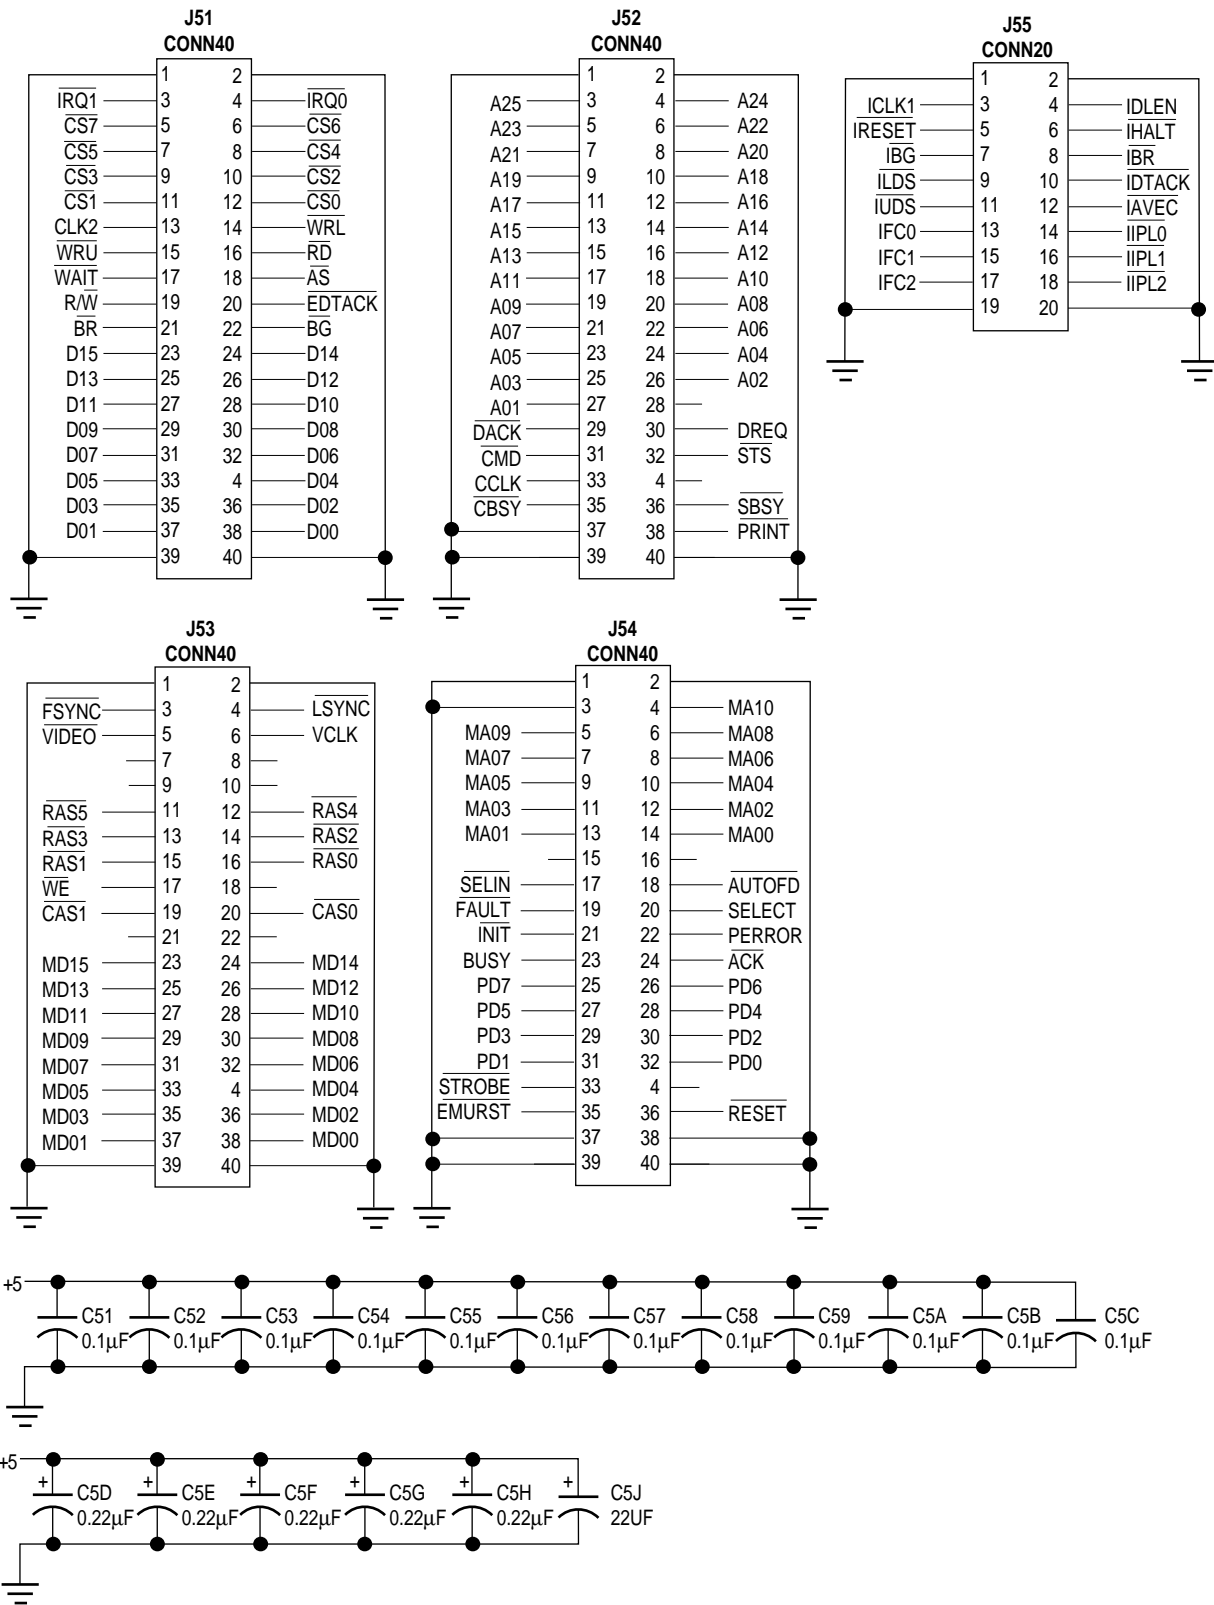 J51
CONN40
1 2
IRQ1 3 4 IRQ0
CS7 5 6 CS6
CS5 7 8 CS4
CS3 9 10 CS2
CS1 11 12 CS0
CLK2 13 14 WRL
WRU 15 16 RD
WAIT 17 18 AS
R/W 19 20 EDTACK
BR 21 22 BG
D15 23 24 D14
D13 25 26 D12
D11 27 28 D10
D09 29 30 D08
D07 31 32 D06
D05 33 4 D04
D03 35 36 D02
D01 37 38 D00
39 40
J52
CONN40
1 2
A25 3 4 A24
A23 5 6 A22
A21 7 8 A20
A19 9 10 A18
A17 11 12 A16
A15 13 14 A14
A13 15 16 A12
A11 17 18 A10
A09 19 20 A08
A07 21 22 A06
A05 23 24 A04
A03 25 26 A02
A01 27 28
DACK 29 30 DREQ
CMD 31 32 STS
CCLK 33 4
CBSY 35 36 SBSY
37 38 PRINT
39 40
J55
CONN20
1 2
ICLK1 3 4 IDLEN
IRESET 5 6 IHALT
IBG 7 8 IBR
ILDS 9 10 IDTACK
IUDS 11 12 IAVEC
IFC0 13 14 IIPL0
IFC1 15 16 IIPL1
IFC2 17 18 IIPL2
19 20
J53
CONN40
1 2
FSYNC 3 4 LSYNC
VIDEO 5 6 VCLK
7 8
9 10
RAS5 11 12 RAS4
RAS3 13 14 RAS2
RAS1 15 16 RAS0
WE 17 18
CAS1 19 20 CAS0
21 22
MD15 23 24 MD14
MD13 25 26 MD12
MD11 27 28 MD10
MD09 29 30 MD08
MD07 31 32 MD06
MD05 33 4 MD04
MD03 35 36 MD02
MD01 37 38 MD00
39 40
J54
CONN40
1 2
3 4 MA10
MA09 5 6 MA08
MA07 7 8 MA06
MA05 9 10 MA04
MA03 11 12 MA02
MA01 13 14 MA00
15 16
SELIN 17 18 AUTOFD
FAULT 19 20 SELECT
INIT 21 22 PERROR
BUSY 23 24 ACK
PD7 25 26 PD6
PD5 27 28 PD4
PD3 29 30 PD2
PD1 31 32 PD0
STROBE 33 4
EMURST 35 36 RESET
37 38
39 40
+5
C51 C52 C53 C54 C55 C56 C57 C58 C59 C5A C5B C5C
0.1µF 0.1µF 0.1µF 0.1µF 0.1µF 0.1µF 0.1µF 0.1µF 0.1µF 0.1µF 0.1µF 0.1µF
+5
+ + + + + +
C5D C5E C5F C5G C5H C5J
0.22µF 0.22µF 0.22µF 0.22µF 0.22µF 22UF